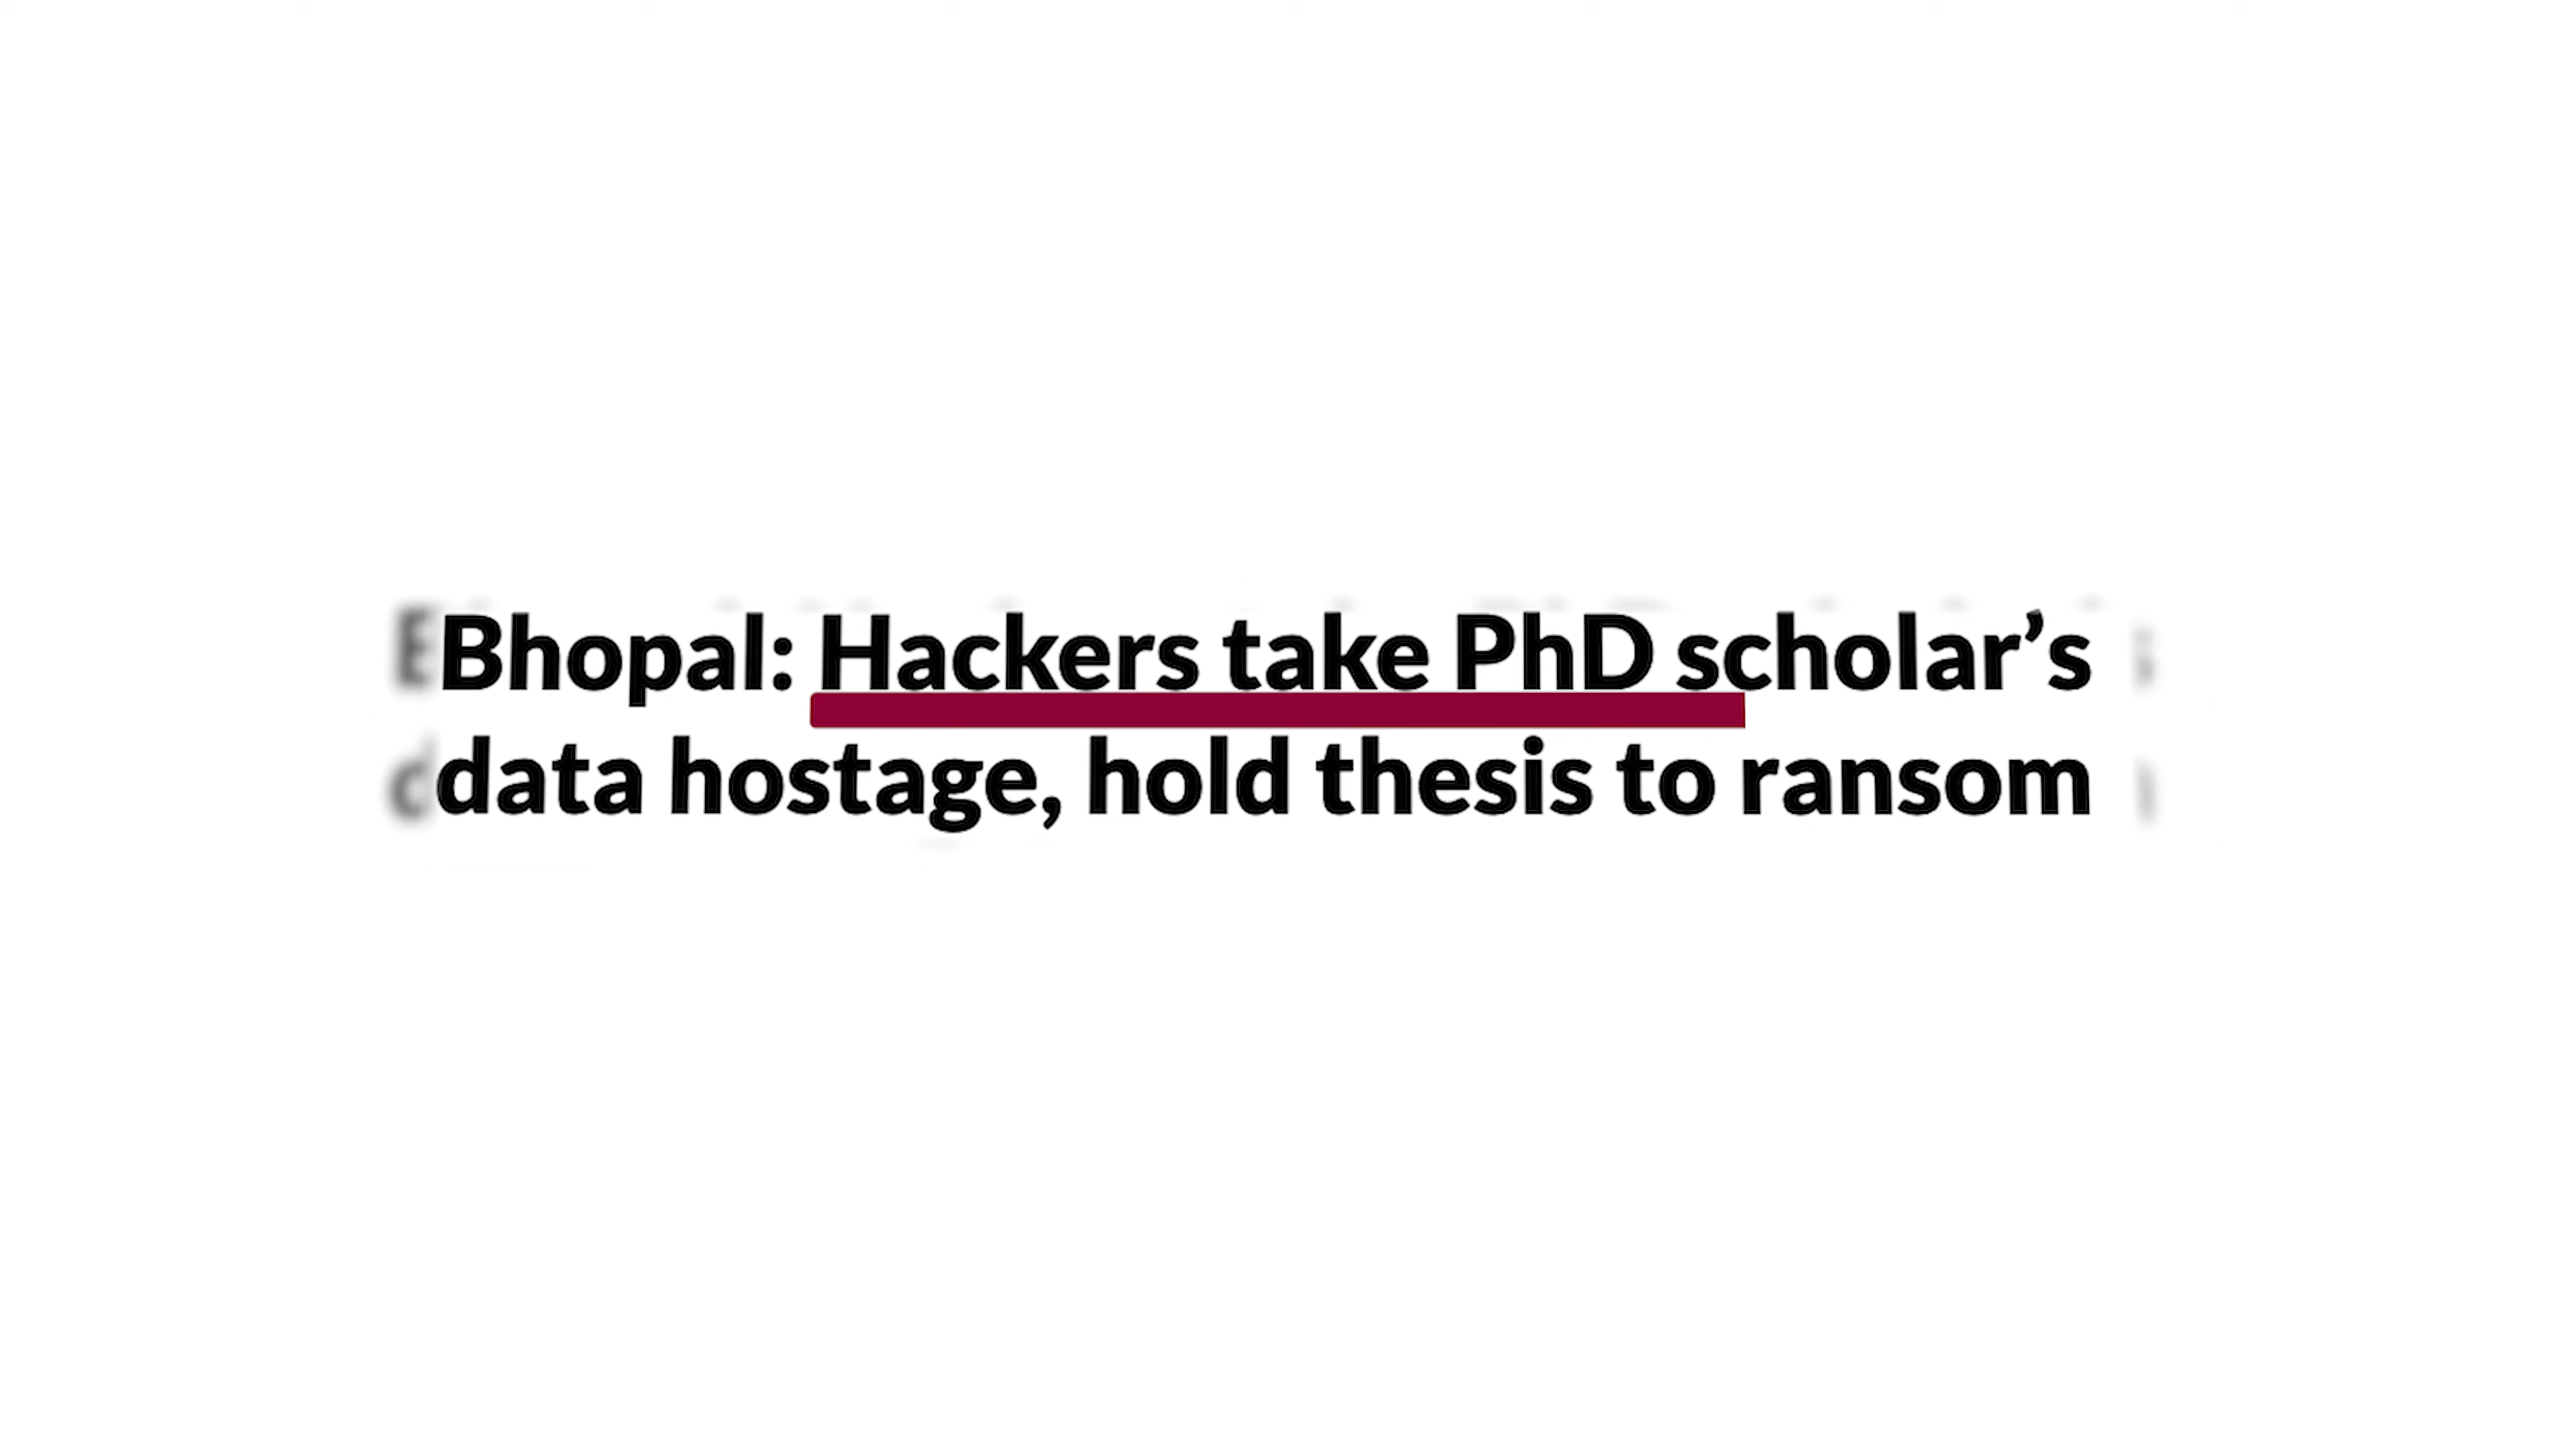 Bhopal: Hackers take PhD scholar’s
data hostage, hold thesis to ransom